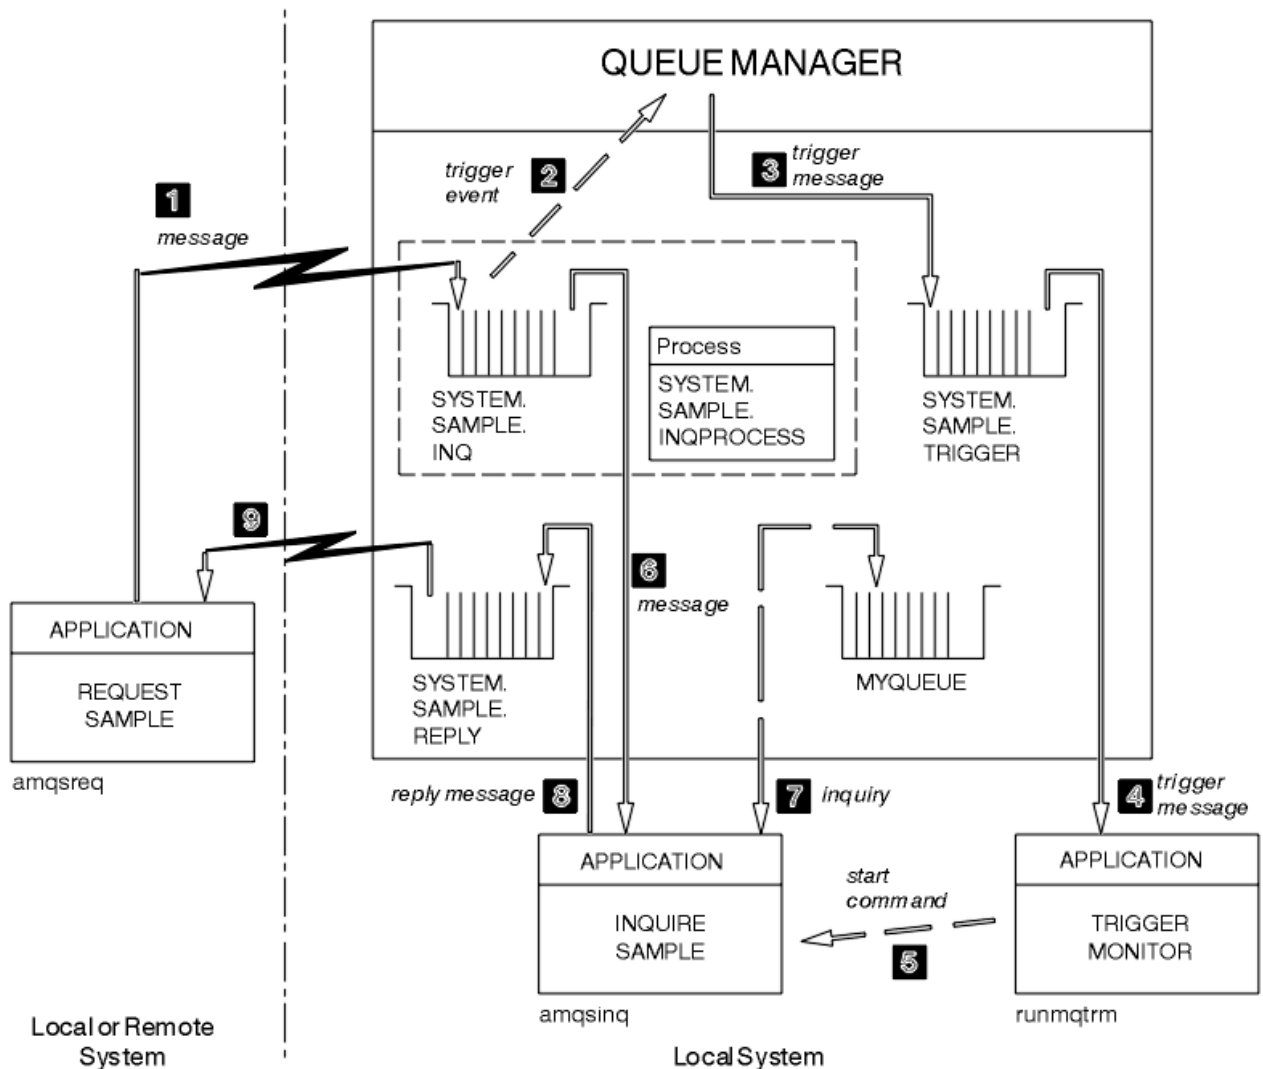 QUEUE MANAGER
trigger
event
2
3
trigger
message
1
message
Process
SYSTEM.
SAMPLE.
INQPROCESS
SYSTEM.
SAMPLE.
INQ
SYSTEM.
SAMPLE.
TRIGGER
9
6
message
APPLICATION
REQUEST
SAMPLE
amqsreq
SYSTEM.
SAMPLE.
REPLY
MYQUEUE
reply message 8
7 inquiry
4
trigger
message
APPLICATION
INQUIRE
SAMPLE
amqsinq
start
command
5
APPLICATION
TRIGGER
MONITOR
runmqtrm
Local or Remote
System
Local System